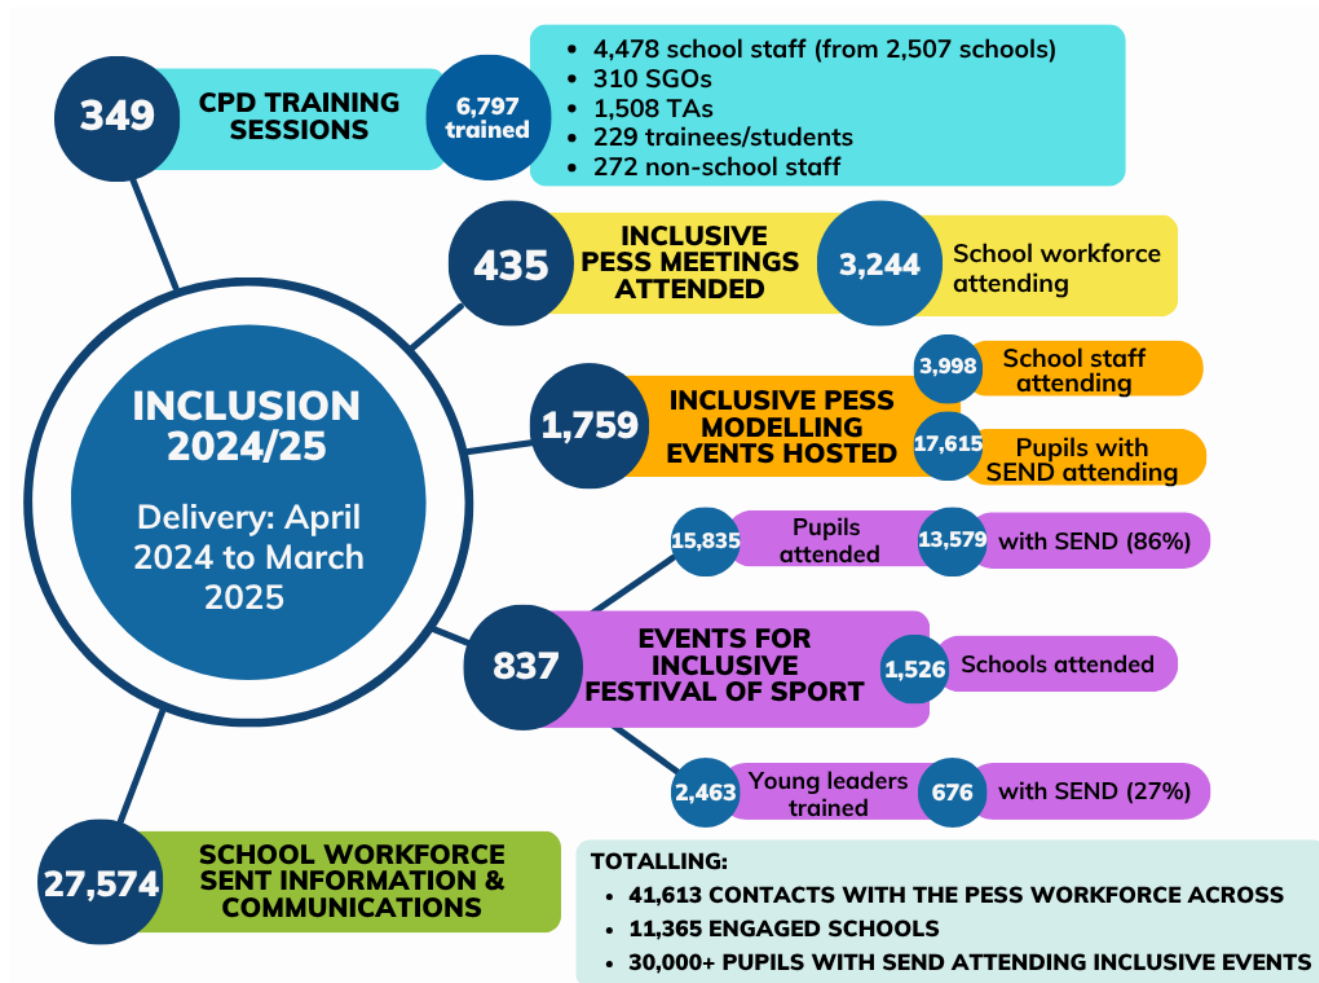 349
CPD TRAINING
SESSIONS
6,797
trained
• 4,478 school staff (from 2,507 schools)
• 310 SGOs
• 1,508 TAs
• 229 trainees/students
• 272 non-school staff
435
INCLUSIVE
PESS MEETINGS
ATTENDED
3,244
School workforce
attending
INCLUSION
2024/25
Delivery: April
2024 to March
2025
1,759
INCLUSIVE PESS
MODELLING
EVENTS HOSTED
3,998
School staff
attending
17,615
Pupils with
SEND attending
15,835
Pupils
attended
13,579
with SEND (86%)
837
EVENTS FOR
INCLUSIVE
FESTIVAL OF SPORT
1,526
Schools attended
2,463
Young leaders
trained
676
with SEND (27%)
27,574
SCHOOL WORKFORCE
SENT INFORMATION &
COMMUNICATIONS
TOTALLING:
• 41,613 CONTACTS WITH THE PESS WORKFORCE ACROSS
• 11,365 ENGAGED SCHOOLS
• 30,000+ PUPILS WITH SEND ATTENDING INCLUSIVE EVENTS